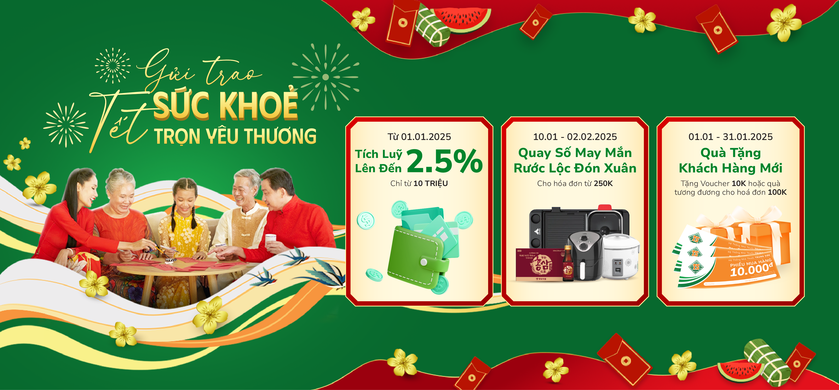 Gửi trao
Tết SỨC KHOẺ
TRỌN YÊU THƯƠNG
Từ 01.01.2025
Tích Luỹ
Lên Đến 2.5%
Chỉ từ 10 TRIỆU
10.01 - 02.02.2025
Quay Số May Mắn
Rước Lộc Đón Xuân
Cho hóa đơn từ 250K
01.01 - 31.01.2025
Quà Tặng
Khách Hàng Mới
Tặng Voucher 10K hoặc quà
tương đương cho hoá đơn 100K
PHIẾU MUA HÀNG
10.000đ